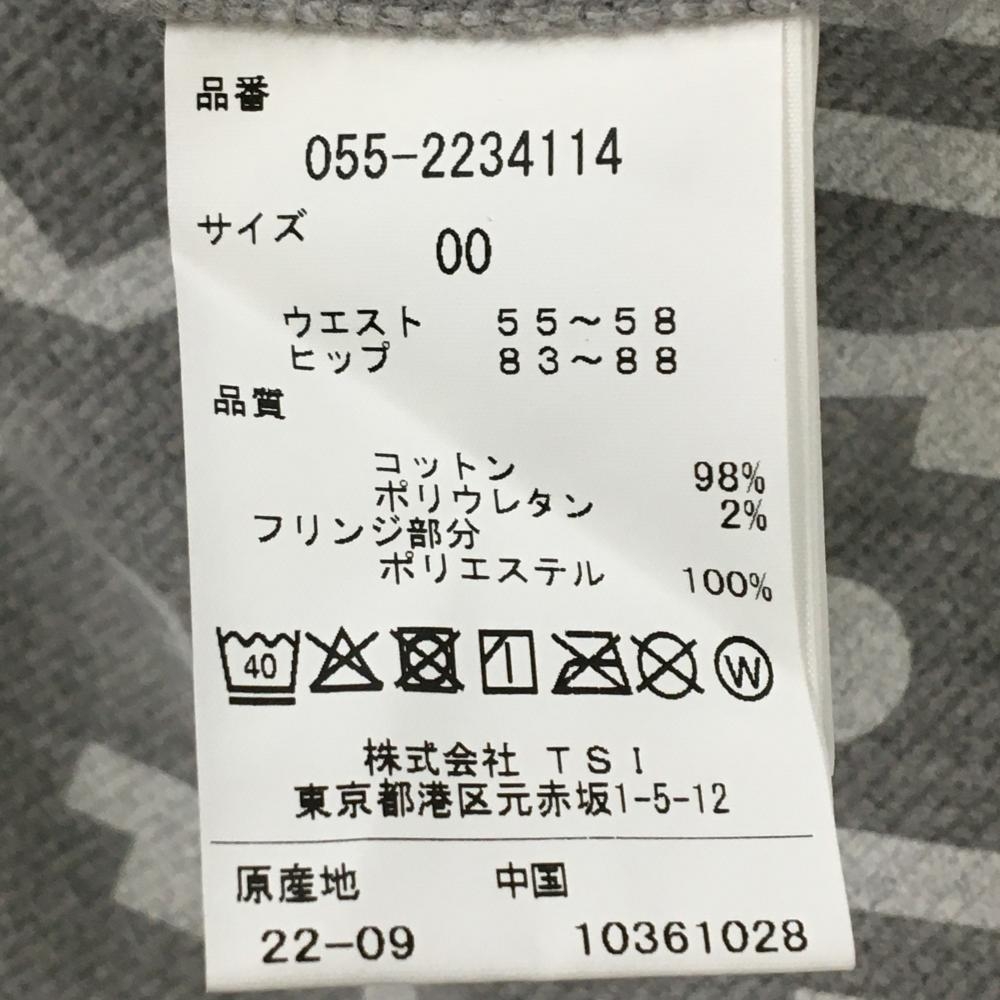 品番
055-2234114
サイズ
00
ウエスト 55～58
ヒップ 83～88
品質
コットン 98%
ポリウレタン 2%
フリンジ部分
ポリエステル 100%
40 W
株式会社 TSI
東京都港区元赤坂1-5-12
原産地 中国
22-09 10361028